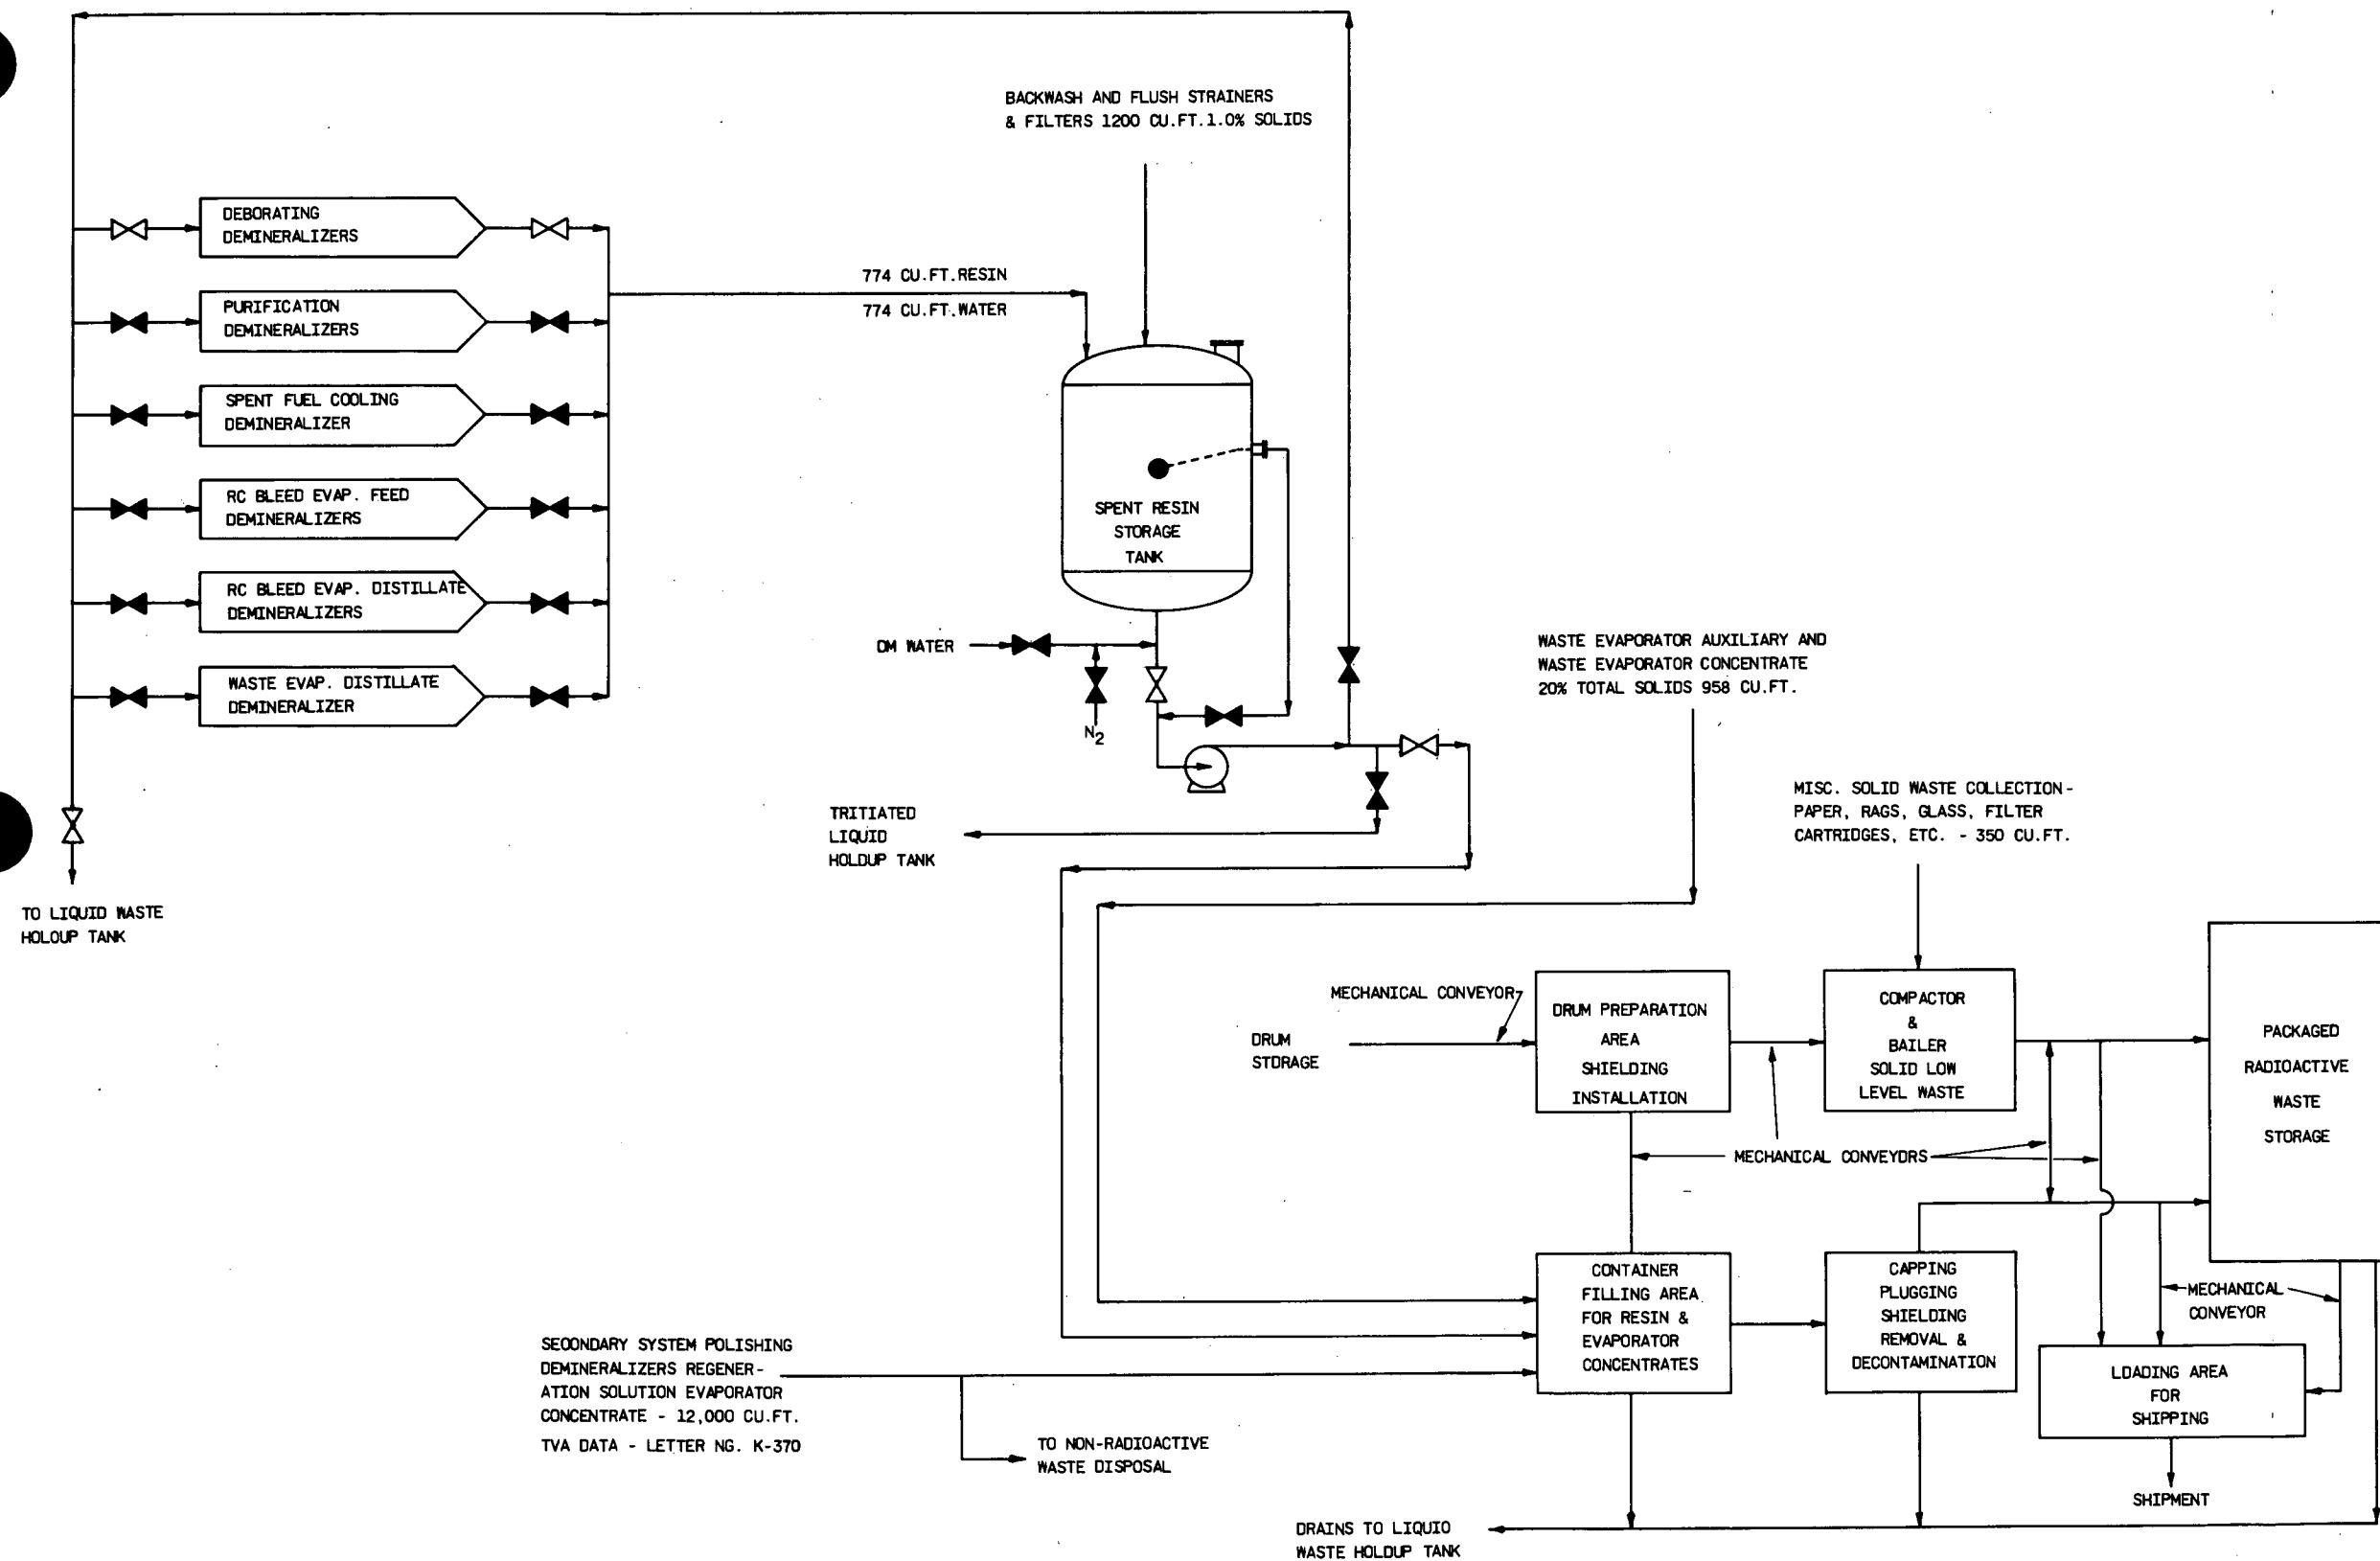 BACKWASH AND FLUSH STRAINERS
& FILTERS 1200 CU.FT.1.0% SOLIDS
DEBORATING
DEMINERALIZERS
774 CU.FT.RESIN
774 CU.FT.WATER
PURIFICATION
DEMINERALIZERS
SPENT FUEL COOLING
DEMINERALIZER
RC BLEED EVAP. FEED
DEMINERALIZERS
RC BLEED EVAP. DISTILLATE
DEMINERALIZERS
WASTE EVAP. DISTILLATE
DEMINERALIZER
SPENT RESIN
STORAGE
TANK
DM WATER
N2
WASTE EVAPORATOR AUXILIARY AND
WASTE EVAPORATOR CONCENTRATE
20% TOTAL SOLIDS 958 CU.FT.
TRITIATED
LIQUID
HOLDUP TANK
MISC. SOLID WASTE COLLECTION-
PAPER, RAGS, GLASS, FILTER
CARTRIDGES, ETC. - 350 CU.FT.
TO LIQUID WASTE
HOLOUP TANK
MECHANICAL CONVEYOR
DRUM
STORAGE
DRUM PREPARATION
AREA
SHIELDING
INSTALLATION
COMPACTOR
&
BAILER
SOLID LOW
LEVEL WASTE
PACKAGED
RADIOACTIVE
WASTE
STORAGE
MECHANICAL CONVEYORS
CONTAINER
FILLING AREA
FOR RESIN &
EVAPORATOR
CONCENTRATES
CAPPING
PLUGGING
SHIELDING
REMOVAL &
DECONTAMINATION
MECHANICAL
CONVEYOR
LOADING AREA
FOR
SHIPPING
SHIPMENT
SECONDARY SYSTEM POLISHING
DEMINERALIZERS REGENER-
ATION SOLUTION EVAPORATOR
CONCENTRATE - 12,000 CU.FT.
TVA DATA - LETTER NG. K-370
TO NON-RADIOACTIVE
WASTE DISPOSAL
DRAINS TO LIQUIO
WASTE HOLDUP TANK